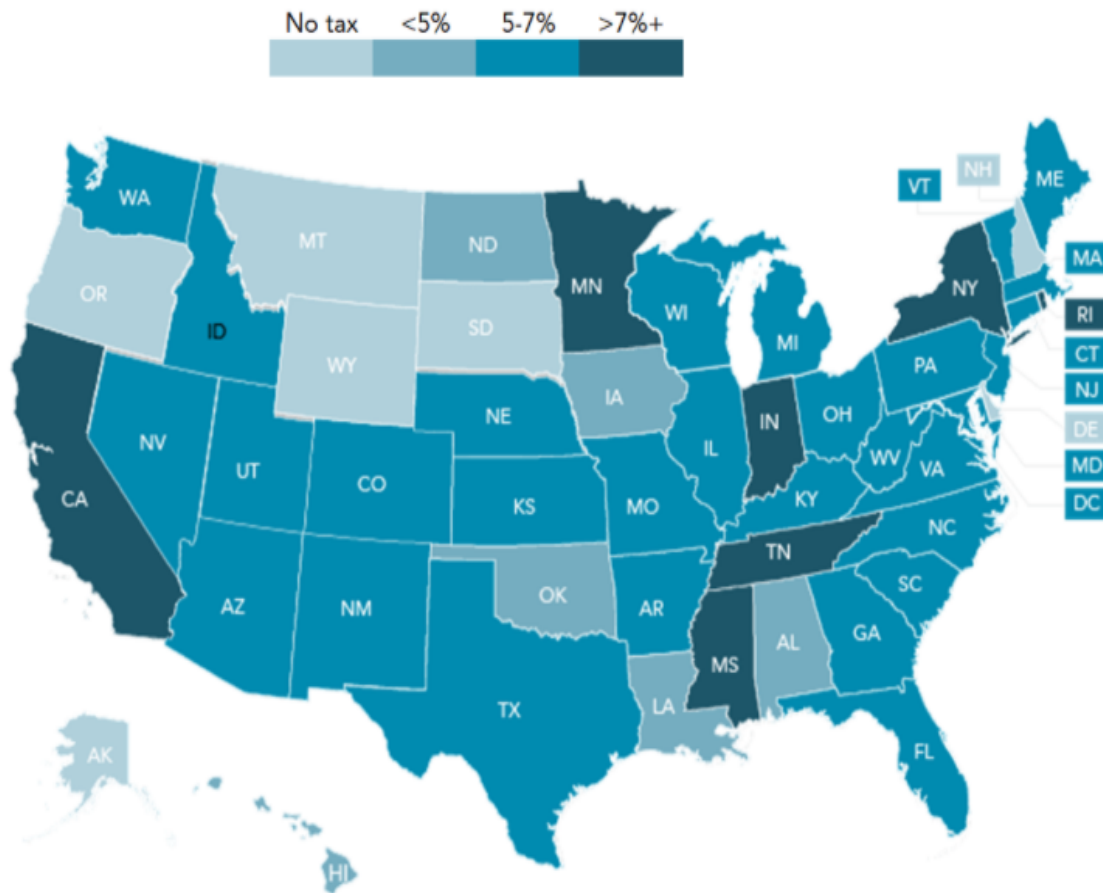 No tax <5% 5-7% >7%+
NH
ME
VT
WA
MT
ND
MN
OR
ID
SD
WI
NY
MA
RI
WY
MI
CT
PA
NJ
IA
NE
DE
NV
IN
OH
IL
UT
WV
VA
MD
CO
CA
KS
MO
KY
DC
NC
TN
OK
AZ
NM
AR
SC
GA
AL
MS
LA
TX
FL
AK
HI